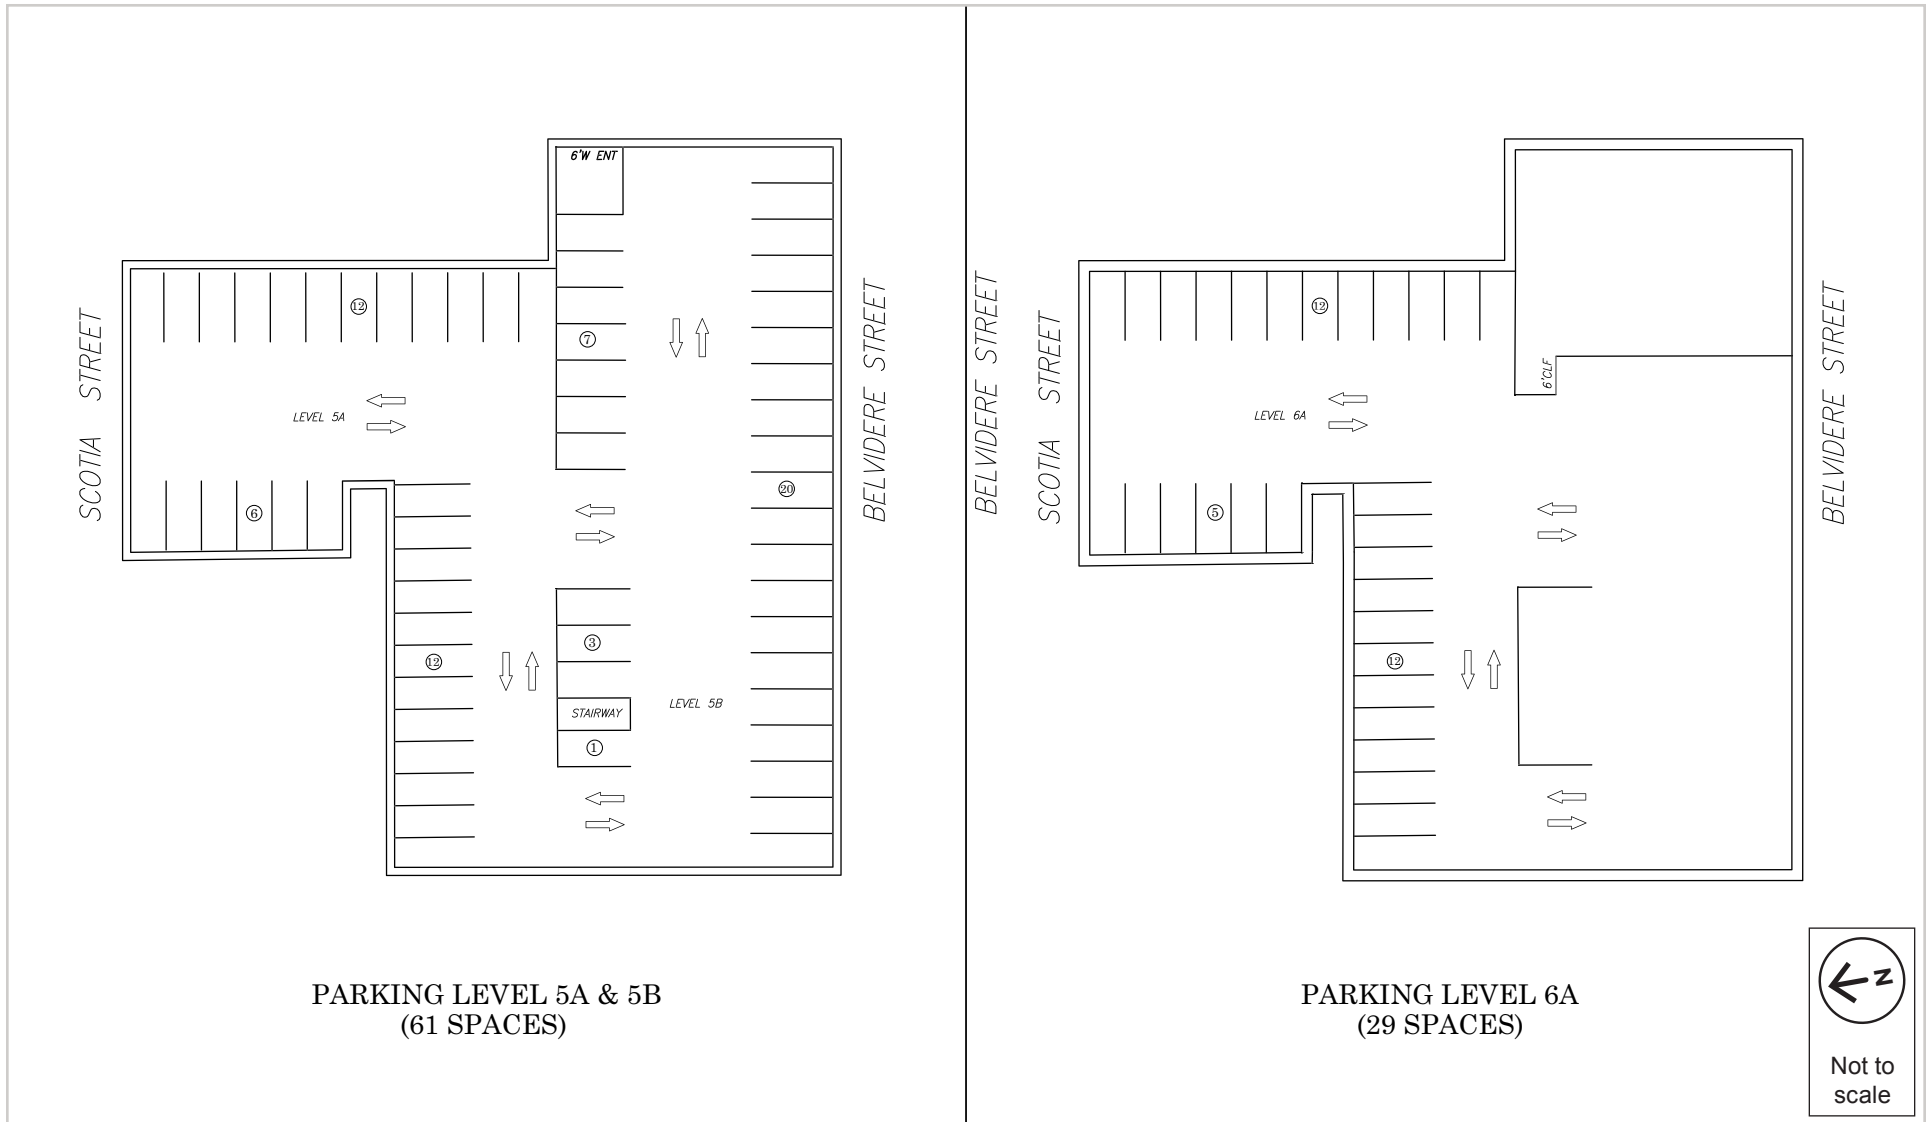 6'W ENT
12
7
SCOTIA STREET
LEVEL 5A
BELVIDERE STREET
20
6
3
12
LEVEL 5B
STAIRWAY
1
PARKING LEVEL 5A & 5B
(61 SPACES)
BELVIDERE STREET
SCOTIA STREET
12
6'CLF
LEVEL 6A
BELVIDERE STREET
5
12
PARKING LEVEL 6A
(29 SPACES)
N
Not to
scale